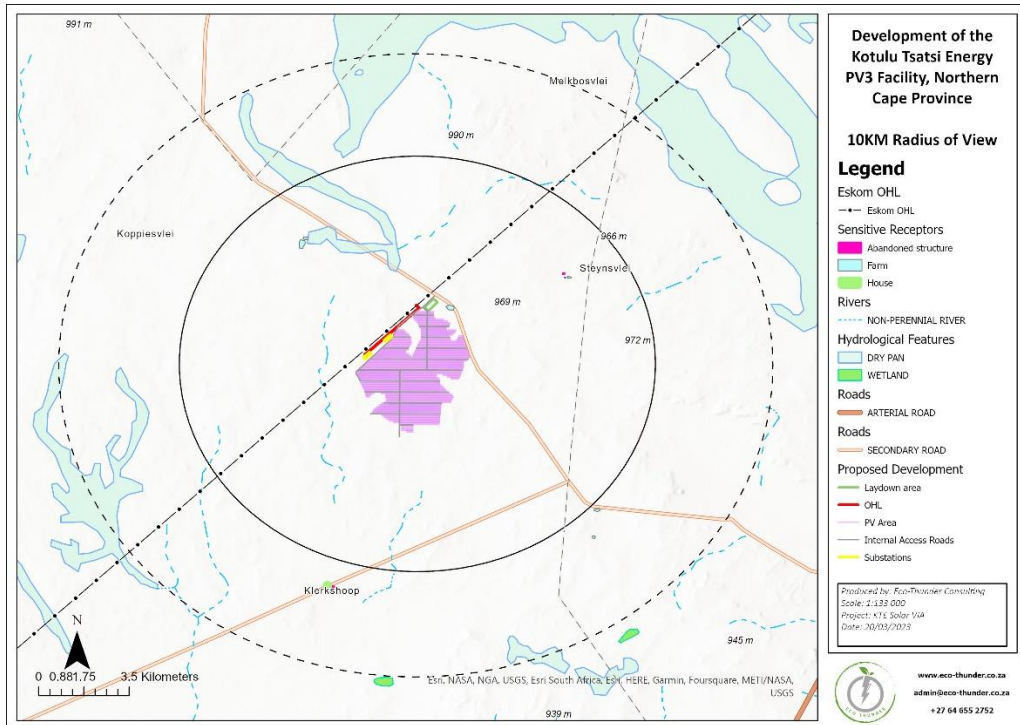 991 m
Melkbosvlei
990 m
Koppiesvlei
966 m
Steynsvlei
969 m
972 m
Klerkshoop
945 m
939 m
N
0 0.881.75 3.5 Kilometers
Esri, NASA, NGA, USGS, Esri South Africa, Esri, HERE, Garmin, Foursquare, METI/NASA,
USGS
Development of the
Kotulu Tsatsi Energy
PV3 Facility, Northern
Cape Province
10KM Radius of View
Legend
Eskom OHL
Eskom OHL
Sensitive Receptors
Abandoned structure
Farm
House
Rivers
NON-PERENNIAL RIVER
Hydrological Features
DRY PAN
WETLAND
Roads
ARTERIAL ROAD
Roads
SECONDARY ROAD
Proposed Development
Laydown area
OHL
PV Area
Internal Access Roads
Substations
Produced by: Eco-Thunder Consulting
Scale: 1:133 000
Project: KTE Solar VIA
Date: 20/03/2023
ECO THUNDER
www.eco-thunder.co.za
admin@eco-thunder.co.za
+27 64 655 2752